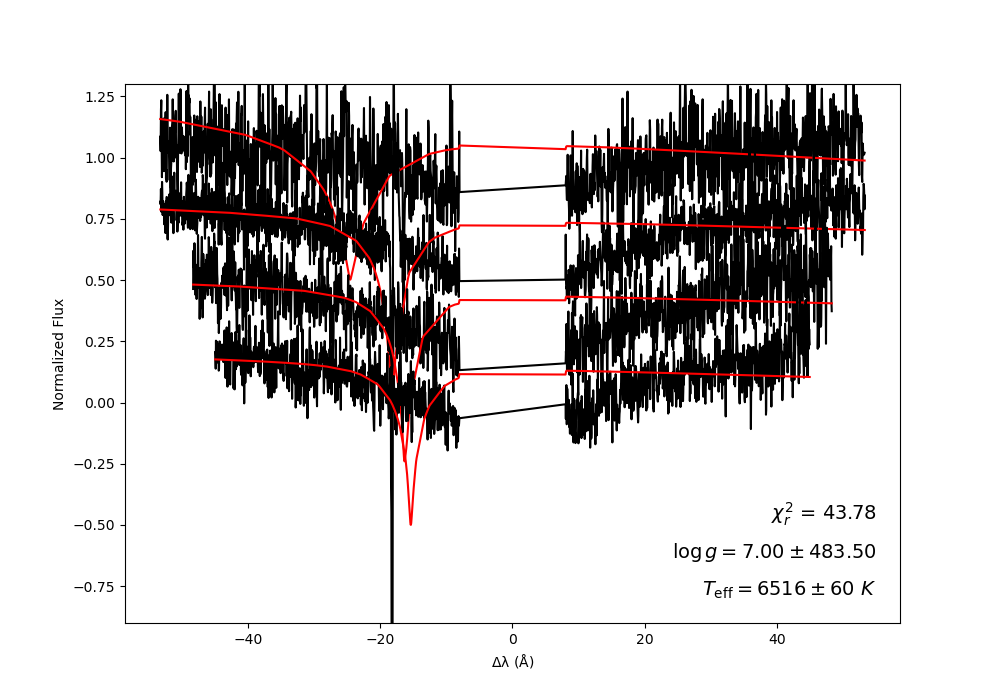 1.25
1.00
0.75
0.50
0.25
0.00
−0.25
−0.50
−0.75
Normalized Flux
χ²ᵣ = 43.78
log g = 7.00 ± 483.50
T_eff = 6516 ± 60 K
−40 −20 0 20 40
Δλ (Å)